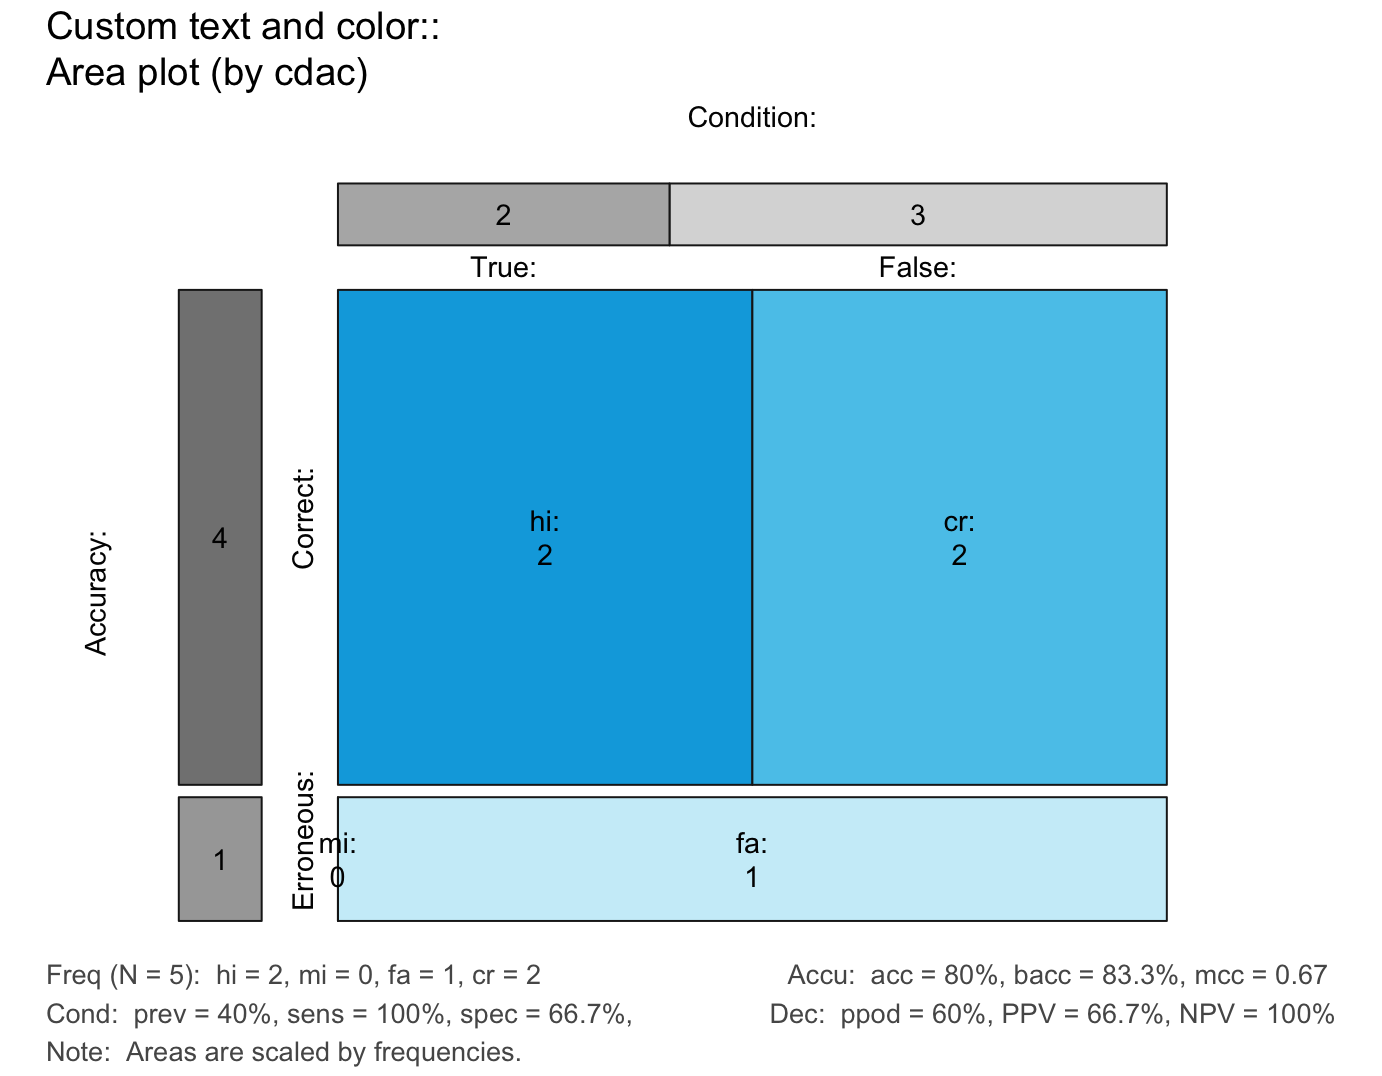 Custom text and color::
Area plot (by cdac)
Condition:
2 3
True: False:
Accuracy:
4
Correct:
hi:
2
cr:
2
1
Erroneous:
mi:
0
fa:
1
Freq (N = 5):  hi = 2, mi = 0, fa = 1, cr = 2
Accu:  acc = 80%, bacc = 83.3%, mcc = 0.67
Cond:  prev = 40%, sens = 100%, spec = 66.7%,
Dec:  ppod = 60%, PPV = 66.7%, NPV = 100%
Note:  Areas are scaled by frequencies.